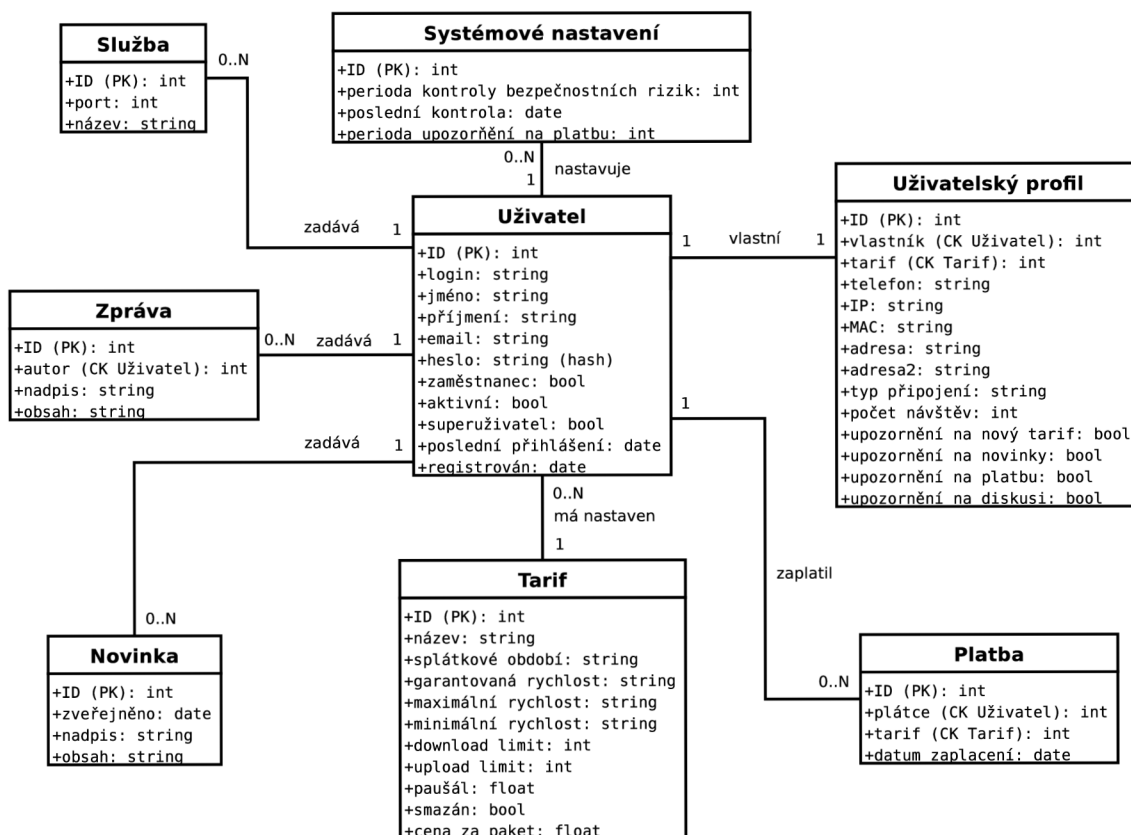 Služba
+ID (PK): int
+port: int
+název: string
0..N
zadává
1
Systémové nastavení
+ID (PK): int
+perioda kontroly bezpečnostních rizik: int
+poslední kontrola: date
+perioda upozorňění na platbu: int
0..N
nastavuje
1
Uživatel
+ID (PK): int
+login: string
+jméno: string
+příjmení: string
+email: string
+heslo: string (hash)
+zaměstnanec: bool
+aktivní: bool
+superuživatel: bool
+poslední přihlášení: date
+registrován: date
1
vlastní
1
Uživatelský profil
+ID (PK): int
+vlastník (CK Uživatel): int
+tarif (CK Tarif): int
+telefon: string
+IP: string
+MAC: string
+adresa: string
+adresa2: string
+typ připojení: string
+počet návštěv: int
+upozornění na nový tarif: bool
+upozornění na novinky: bool
+upozornění na platbu: bool
+upozornění na diskusi: bool
Zpráva
+ID (PK): int
+autor (CK Uživatel): int
+nadpis: string
+obsah: string
0..N
zadává
1
zadává
1
0..N
Novinka
+ID (PK): int
+zveřejněno: date
+nadpis: string
+obsah: string
0..N
má nastaven
1
Tarif
+ID (PK): int
+název: string
+splátkové období: string
+garantovaná rychlost: string
+maximální rychlost: string
+minimální rychlost: string
+download limit: int
+upload limit: int
+paušál: float
+smazán: bool
+cena za paket: float
1
zaplatil
0..N
Platba
+ID (PK): int
+plátce (CK Uživatel): int
+tarif (CK Tarif): int
+datum zaplacení: date